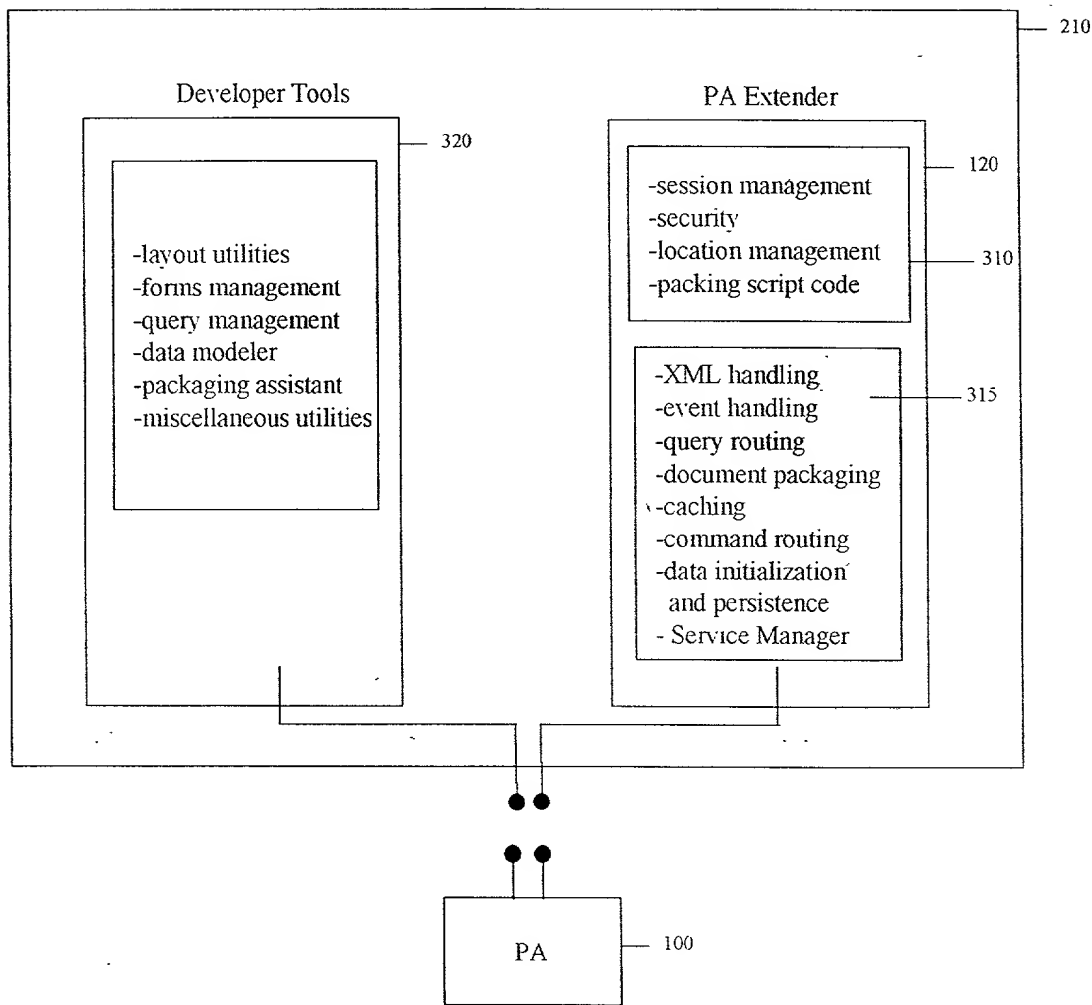 210
Developer Tools
320
-layout utilities
-forms management
-query management
-data modeler
-packaging assistant
-miscellaneous utilities
PA Extender
120
-session management
-security
-location management
-packing script code
310
-XML handling
-event handling
-query routing
-document packaging
-caching
-command routing
-data initialization
and persistence
- Service Manager
315
PA
100